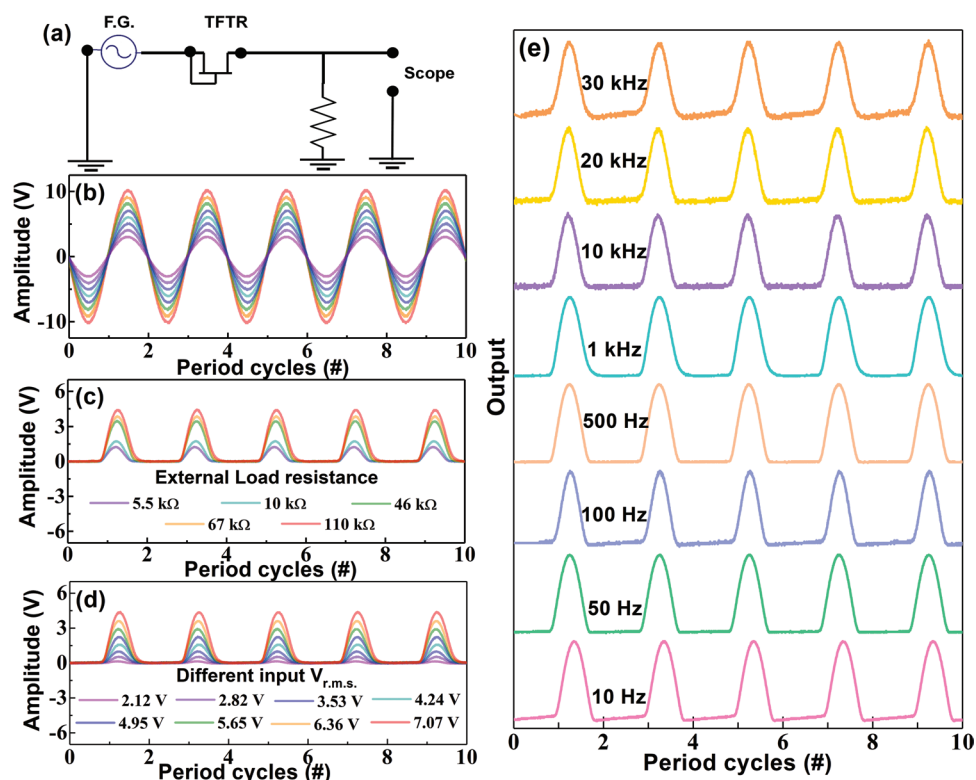 (a)
F.G.
TFTR
Scope
(b)
Amplitude (V)
10
0
-10
0 2 4 6 8 10
Period cycles (#)
(c)
Amplitude (V)
6
3
0
-3
-6
External Load resistance
5.5 kΩ 10 kΩ 46 kΩ
67 kΩ 110 kΩ
0 2 4 6 8 10
Period cycles (#)
(d)
Amplitude (V)
6
3
0
-3
-6
Different input Vr.m.s.
2.12 V 2.82 V 3.53 V 4.24 V
4.95 V 5.65 V 6.36 V 7.07 V
0 2 4 6 8 10
Period cycles (#)
(e)
Output
30 kHz
20 kHz
10 kHz
1 kHz
500 Hz
100 Hz
50 Hz
10 Hz
0 2 4 6 8 10
Period cycles (#)